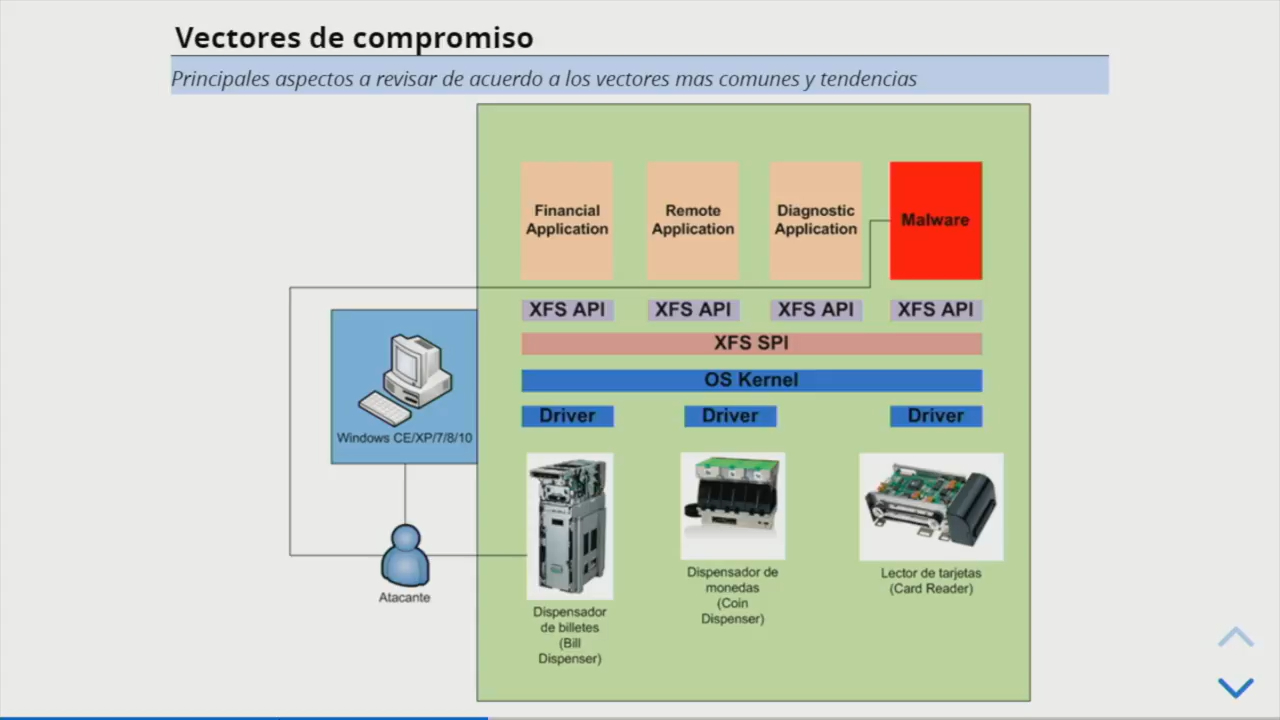 Vectores de compromiso
Principales aspectos a revisar de acuerdo a los vectores mas comunes y tendencias
Financial
Application
Remote
Application
Diagnostic
Application
Malware
XFS API
XFS API
XFS API
XFS API
XFS SPI
OS Kernel
Driver
Driver
Driver
Windows CE/XP/7/8/10
Atacante
Dispensador
de billetes
(Bill
Dispenser)
Dispensador de
monedas
(Coin
Dispenser)
Lector de tarjetas
(Card Reader)